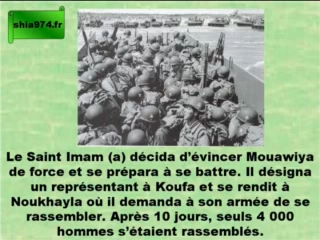 shia974.fr
Le Saint Imam (a) décida d'évincer Mouawiya
de force et se prépara à se battre. Il désigna
un représentant à Koufa et se rendit à
Noukhayla où il demanda à son armée de se
rassembler. Après 10 jours, seuls 4 000
hommes s'étaient rassemblés.